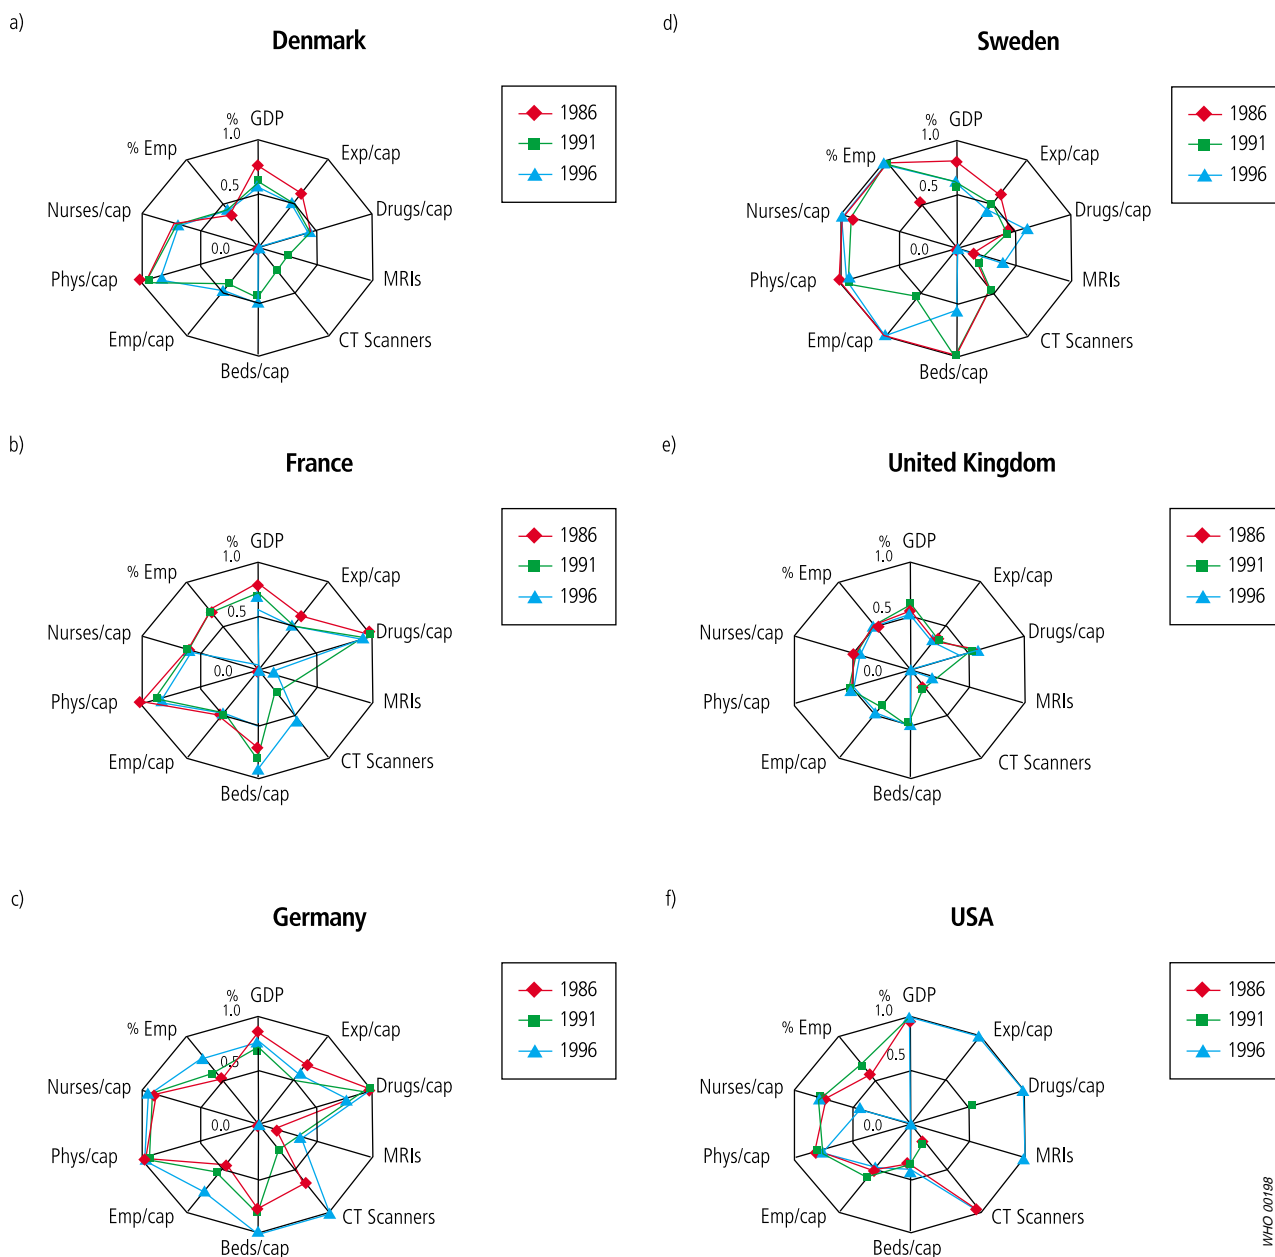 a)
Denmark
1986
1991
1996
% GDP
1.0
Exp/cap
Drugs/cap
MRIs
CT Scanners
Beds/cap
Emp/cap
Phys/cap
Nurses/cap
% Emp
0.5
0.0
d)
Sweden
1986
1991
1996
% GDP
1.0
Exp/cap
Drugs/cap
MRIs
CT Scanners
Beds/cap
Emp/cap
Phys/cap
Nurses/cap
% Emp
0.5
0.0
b)
France
1986
1991
1996
% GDP
1.0
Exp/cap
Drugs/cap
MRIs
CT Scanners
Beds/cap
Emp/cap
Phys/cap
Nurses/cap
% Emp
0.5
0.0
e)
United Kingdom
1986
1991
1996
% GDP
1.0
Exp/cap
Drugs/cap
MRIs
CT Scanners
Beds/cap
Emp/cap
Phys/cap
Nurses/cap
% Emp
0.5
0.0
c)
Germany
1986
1991
1996
% GDP
1.0
Exp/cap
Drugs/cap
MRIs
CT Scanners
Beds/cap
Emp/cap
Phys/cap
Nurses/cap
% Emp
0.5
0.0
f)
USA
1986
1991
1996
% GDP
1.0
Exp/cap
Drugs/cap
MRIs
CT Scanners
Beds/cap
Emp/cap
Phys/cap
Nurses/cap
% Emp
0.5
0.0
WHO 00198